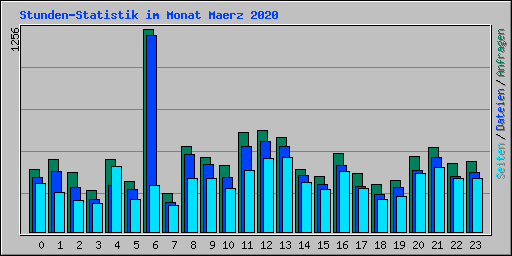 Stunden-Statistik im Monat Maerz 2020
1256
Seiten / Dateien / Anfragen
0 1 2 3 4 5 6 7 8 9 10 11 12 13 14 15 16 17 18 19 20 21 22 23